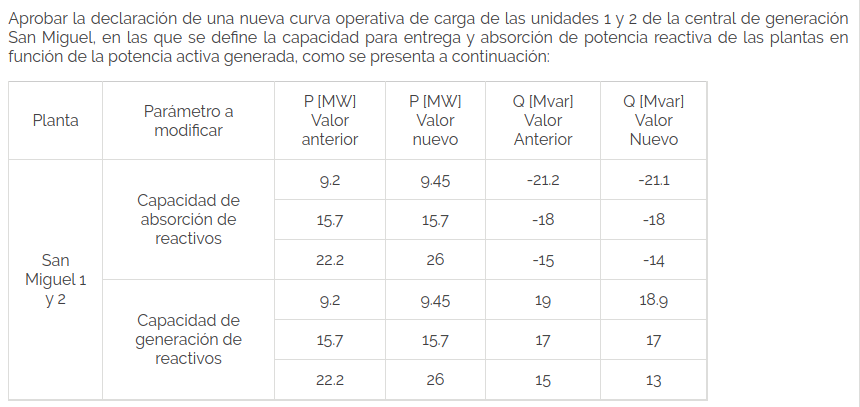 Aprobar la declaración de una nueva curva operativa de carga de las unidades 1 y 2 de la central de generación
San Miguel, en las que se define la capacidad para entrega y absorción de potencia reactiva de las plantas en
función de la potencia activa generada, como se presenta a continuación:
Planta
Parámetro a
modificar
P [MW]
Valor
anterior
P [MW]
Valor
nuevo
Q [Mvar]
Valor
Anterior
Q [Mvar]
Valor
Nuevo
San
Miguel 1
y 2
Capacidad de
absorción de
reactivos
9.2 9.45 -21.2 -21.1
15.7 15.7 -18 -18
22.2 26 -15 -14
Capacidad de
generación de
reactivos
9.2 9.45 19 18.9
15.7 15.7 17 17
22.2 26 15 13